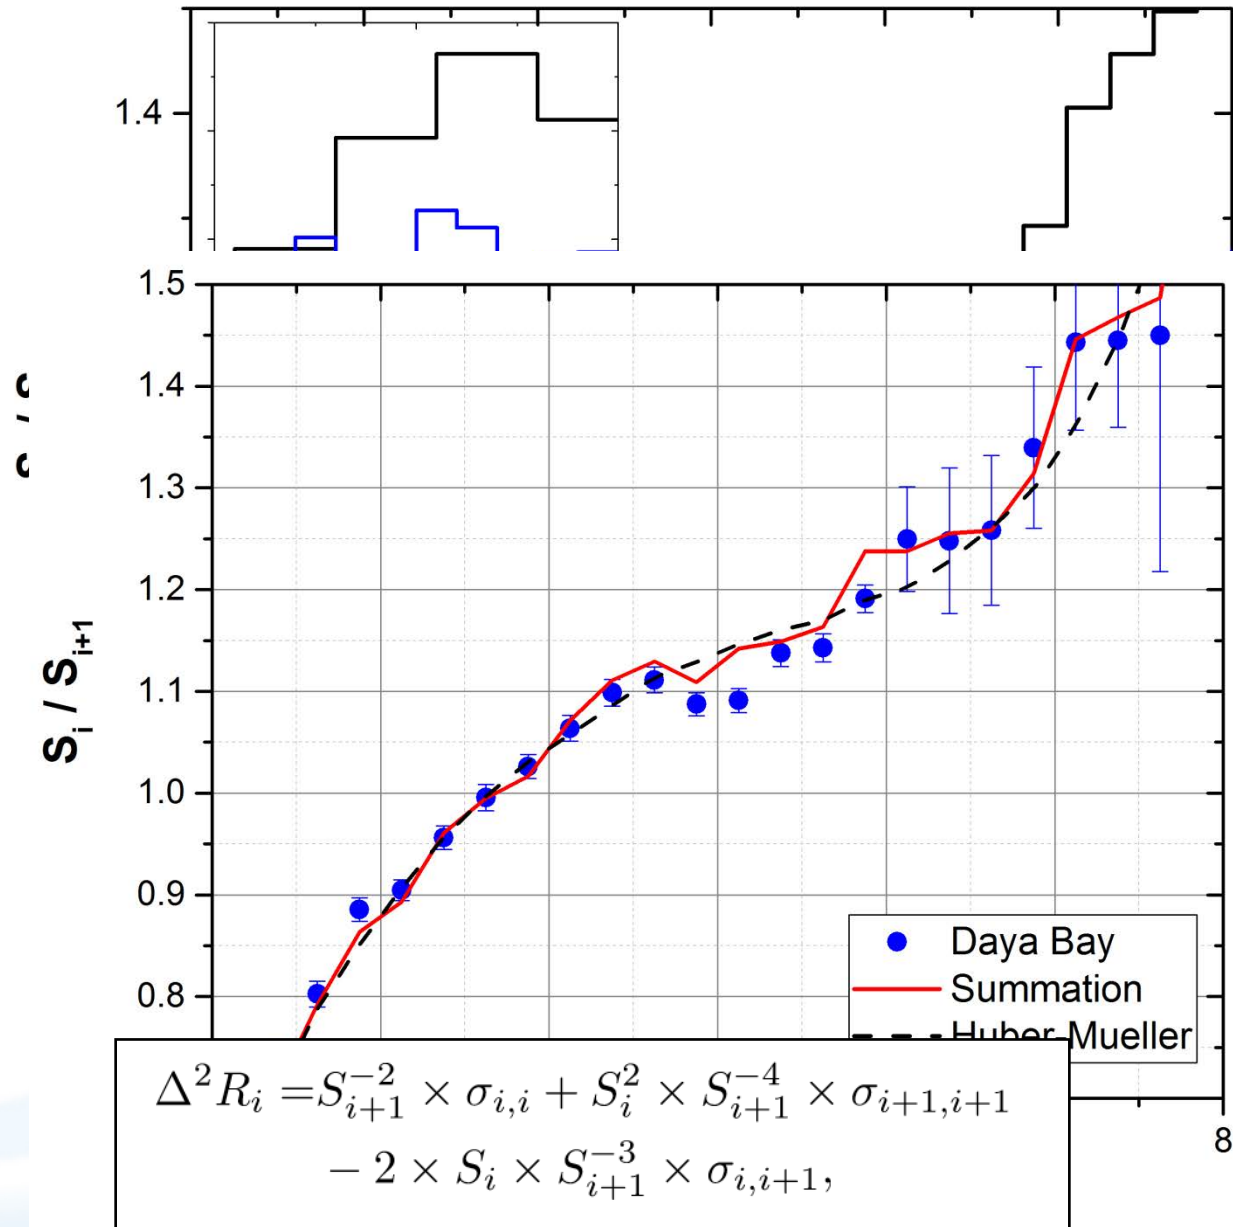 1.4
1.5
1.4
1.3
1.2
1.1
1.0
0.9
0.8
S_i / S_{i+1}
Daya Bay
Summation
Huber-Mueller
8
Δ²R_i =S_{i+1}^{-2} × σ_{i,i} + S_i^2 × S_{i+1}^{-4} × σ_{i+1,i+1}
− 2 × S_i × S_{i+1}^{-3} × σ_{i,i+1},